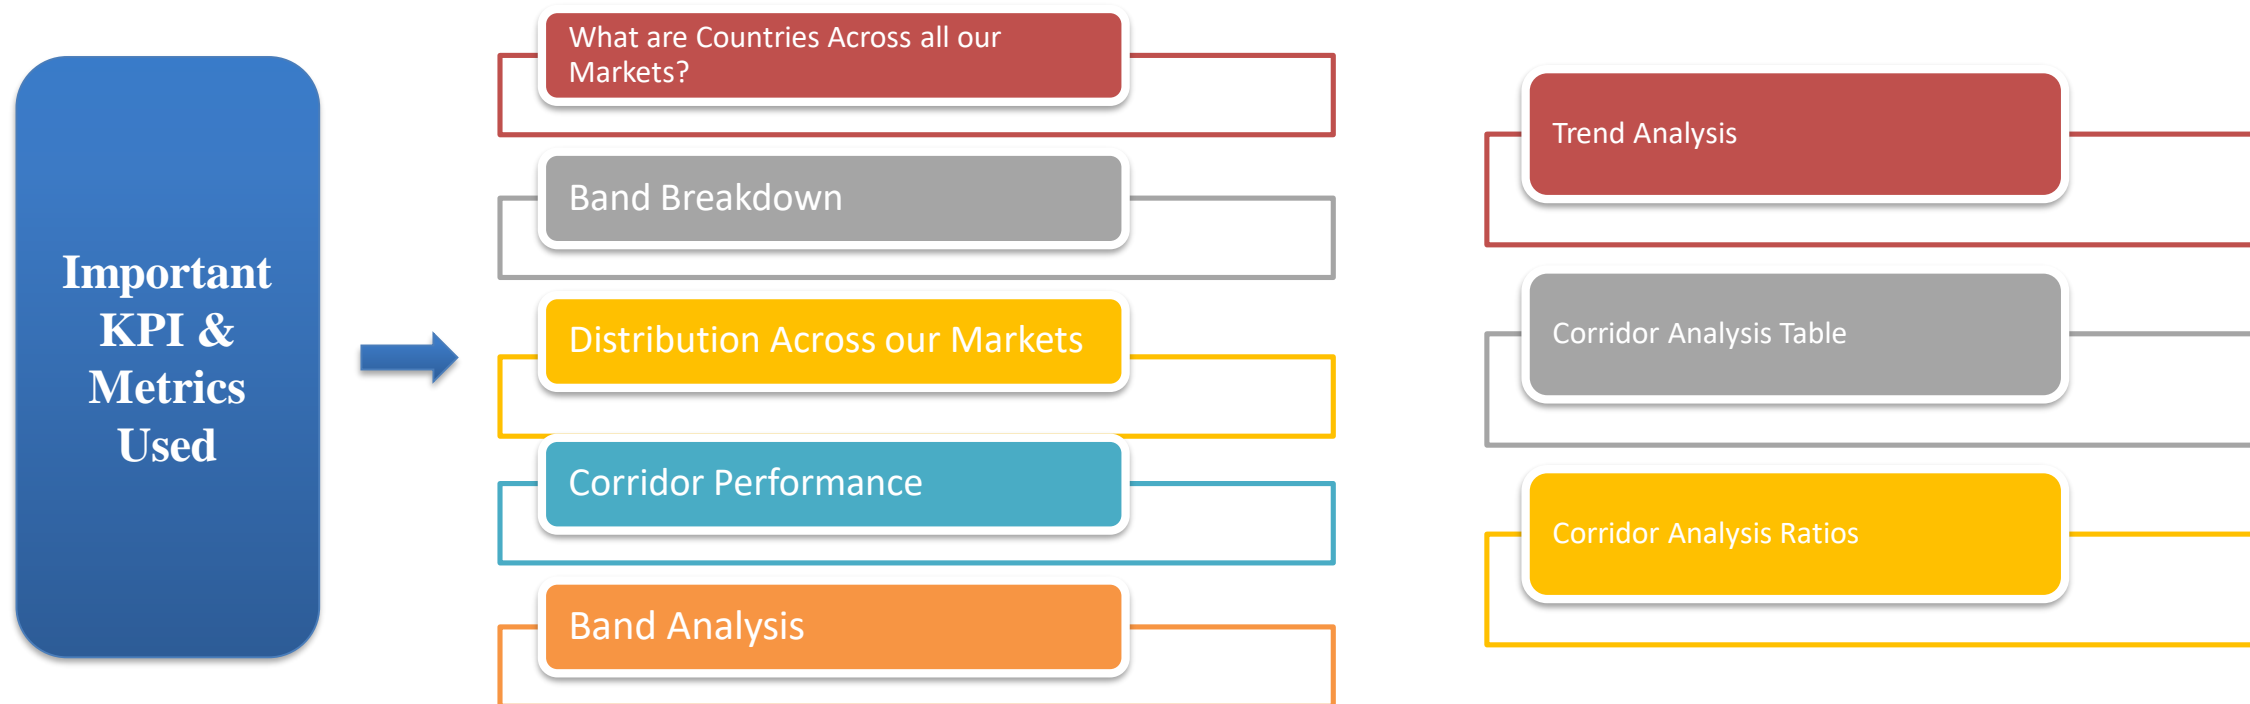 Important
KPI &
Metrics
Used
What are Countries Across all our
Markets?
Band Breakdown
Distribution Across our Markets
Corridor Performance
Band Analysis
Trend Analysis
Corridor Analysis Table
Corridor Analysis Ratios